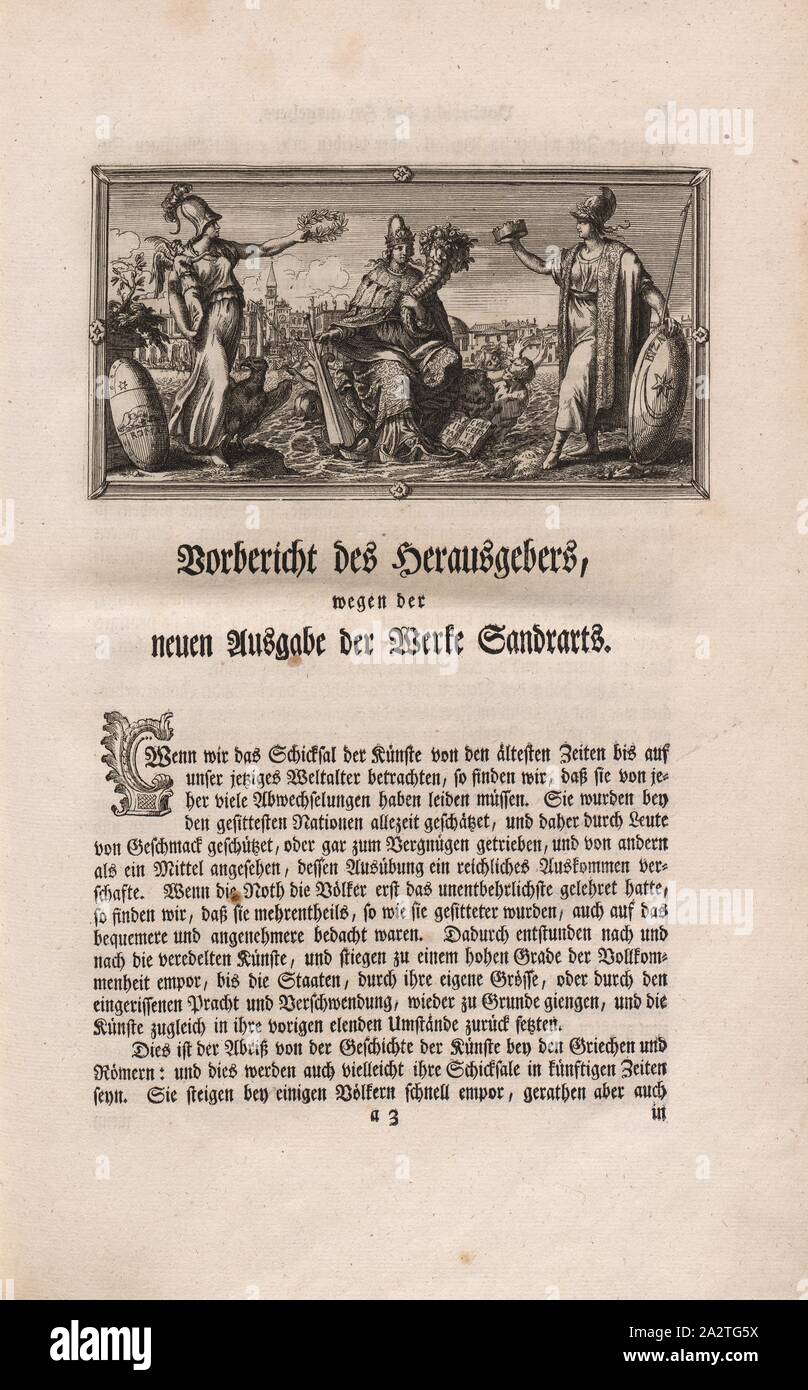 Vorbericht des Herausgebers,
wegen der
neuen Ausgabe der Werke Sandrarts.
Wenn wir das Schicksal der Künste von den ältesten Zeiten bis auf
unser jetziges Weltalter betrachten, so finden wir, daß sie von je-
her viele Abwechselungen haben leiden müssen. Sie wurden bey
den gesittesten Nationen allezeit geschätzet, und daher durch Leute
von Geschmack geschützet, oder gar zum Vergnügen getrieben, und von andern
als ein Mittel angesehen, dessen Ausübung ein reichliches Auskommen ver-
schafte. Wenn die Noth die Völker erst das unentbehrlichste gelehret hatte,
so finden wir, daß sie mehrentheils, so wie sie gesitteter wurden, auch auf das
bequemere und angenehmere bedacht waren. Dadurch entstunden nach und
nach die veredelten Künste, und stiegen zu einem hohen Grade der Vollkom-
menheit empor, bis die Staaten, durch ihre eigene Grösse, oder durch den
eingerissenen Pracht und Verschwendung, wieder zu Grunde giengen, und die
Künste zugleich in ihre vorigen elenden Umstände zurück setzten.
Dies ist der Abriß von der Geschichte der Künste bey den Griechen und
Römern: und dies werden auch vielleicht ihre Schicksale in künftigen Zeiten
seyn. Sie steigen bey einigen Völkern schnell empor, gerathen aber auch
a 3 in
alamy
Image ID: A2TG5X
www.alamy.com